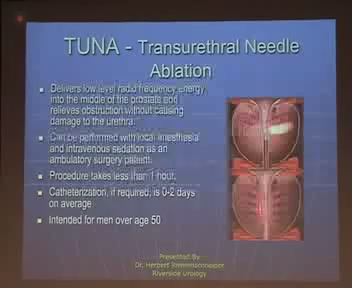 TUNA - Transurethral Needle
Ablation
Delivers low level radio frequency energy
into the middle of the prostate and
relieves obstruction without causing
damage to the urethra.
Can be performed with local anesthesia
and intravenous sedation as an
ambulatory surgery patient.
Procedure takes less than 1 hour.
Catheterization, if required, is 0-2 days
on average
Intended for men over age 50
Presented By
Dr. Herbert
Riverside Urology